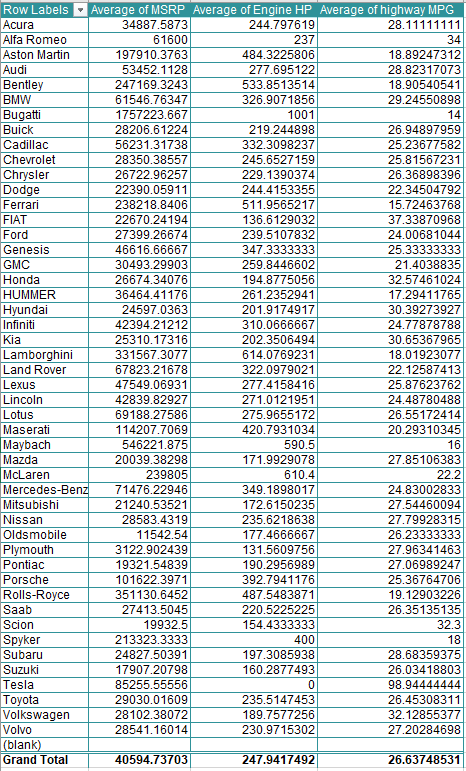 Row Labels Average of MSRP Average of Engine HP Average of highway MPG
Acura 34887.5873 244.797619 28.11111111
Alfa Romeo 61600 237 34
Aston Martin 197910.3763 484.3225806 18.89247312
Audi 53452.1128 277.695122 28.82317073
Bentley 247169.3243 533.8513514 18.90540541
BMW 61546.76347 326.9071856 29.24550898
Bugatti 1757223.667 1001 14
Buick 28206.61224 219.244898 26.94897959
Cadillac 56231.31738 332.3098237 25.23677582
Chevrolet 28350.38557 245.6527159 25.81567231
Chrysler 26722.96257 229.1390374 26.36898396
Dodge 22390.05911 244.4153355 22.34504792
Ferrari 238218.8406 511.9565217 15.72463768
FIAT 22670.24194 136.6129032 37.33870968
Ford 27399.26674 239.5107832 24.00681044
Genesis 46616.66667 347.3333333 25.33333333
GMC 30493.29903 259.8446602 21.4038835
Honda 26674.34076 194.8775056 32.57461024
HUMMER 36464.41176 261.2352941 17.29411765
Hyundai 24597.0363 201.9174917 30.39273927
Infiniti 42394.21212 310.0666667 24.77878788
Kia 25310.17316 202.3506494 30.65367965
Lamborghini 331567.3077 614.0769231 18.01923077
Land Rover 67823.21678 322.0979021 22.12587413
Lexus 47549.06931 277.4158416 25.87623762
Lincoln 42839.82927 271.0121951 24.48780488
Lotus 69188.27586 275.9655172 26.55172414
Maserati 114207.7069 420.7931034 20.29310345
Maybach 546221.875 590.5 16
Mazda 20039.38298 171.9929078 27.85106383
McLaren 239805 610.4 22.2
Mercedes-Benz 71476.22946 349.1898017 24.83002833
Mitsubishi 21240.53521 172.6150235 27.54460094
Nissan 28583.4319 235.6218638 27.79928315
Oldsmobile 11542.54 177.4666667 26.23333333
Plymouth 3122.902439 131.5609756 27.96341463
Pontiac 19321.54839 190.2956989 27.06989247
Porsche 101622.3971 392.7941176 25.36764706
Rolls-Royce 351130.6452 487.5483871 19.12903226
Saab 27413.5045 220.5225225 26.35135135
Scion 19932.5 154.4333333 32.3
Spyker 213323.3333 400 18
Subaru 24827.50391 197.3085938 28.68359375
Suzuki 17907.20798 160.2877493 26.03418803
Tesla 85255.55556 0 98.94444444
Toyota 29030.01609 235.5147453 26.45308311
Volkswagen 28102.38072 189.7577256 32.12855377
Volvo 28541.16014 230.9715302 27.20284698
(blank)
Grand Total 40594.73703 247.9417492 26.63748531